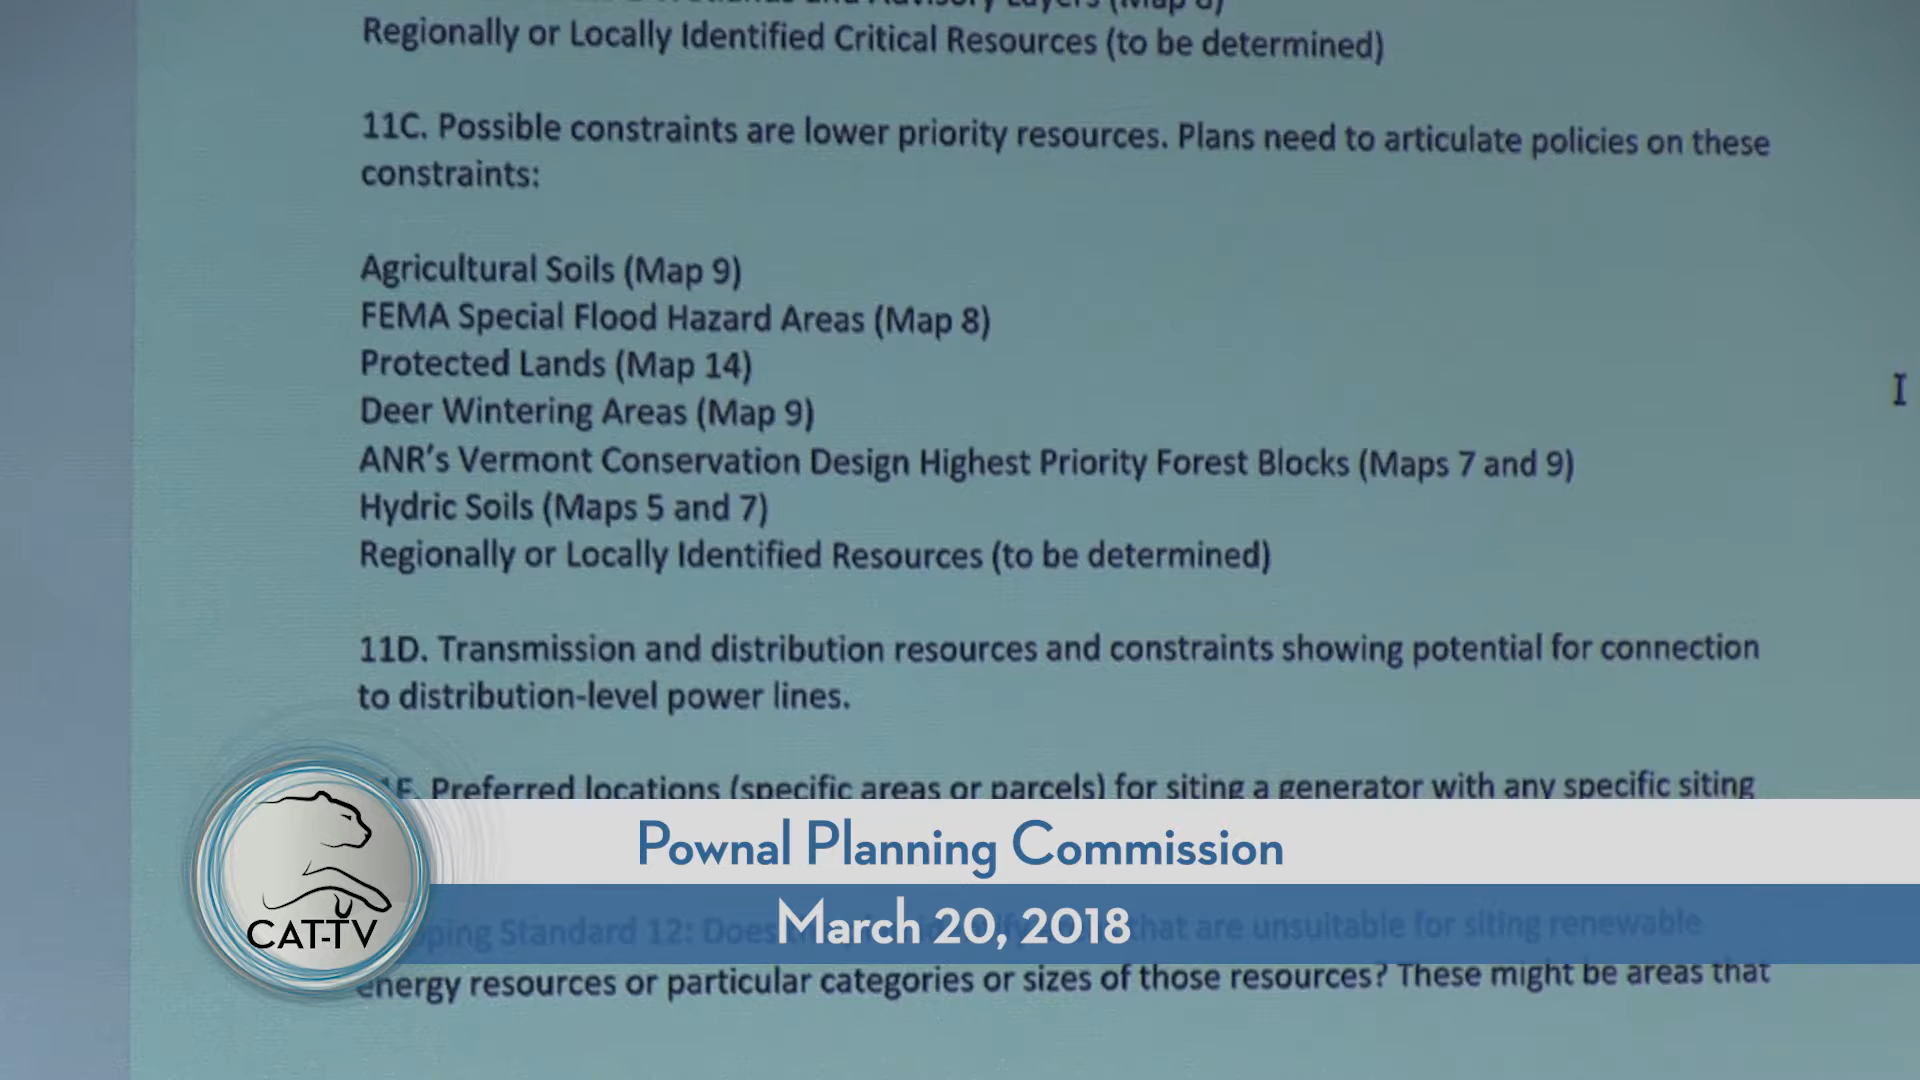 Regionally or Locally Identified Critical Resources (to be determined)
11C. Possible constraints are lower priority resources. Plans need to articulate policies on these
constraints:
Agricultural Soils (Map 9)
FEMA Special Flood Hazard Areas (Map 8)
Protected Lands (Map 14)
Deer Wintering Areas (Map 9)
ANR's Vermont Conservation Design Highest Priority Forest Blocks (Maps 7 and 9)
Hydric Soils (Maps 5 and 7)
Regionally or Locally Identified Resources (to be determined)
11D. Transmission and distribution resources and constraints showing potential for connection
to distribution-level power lines.
Preferred locations (specific areas or parcels) for siting a generator with any specific siting
Pownal Planning Commission
Standard 12: Does that are unsuitable for siting renewable
March 20, 2018
CAT-TV
energy resources or particular categories or sizes of those resources? These might be areas that